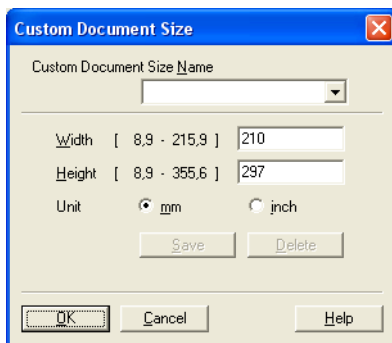 Custom Document Size
Custom Document Size Name
Width [ 8,9 - 215,9 ] 210
Height [ 8,9 - 355,6 ] 297
Unit mm inch
Save Delete
OK Cancel Help